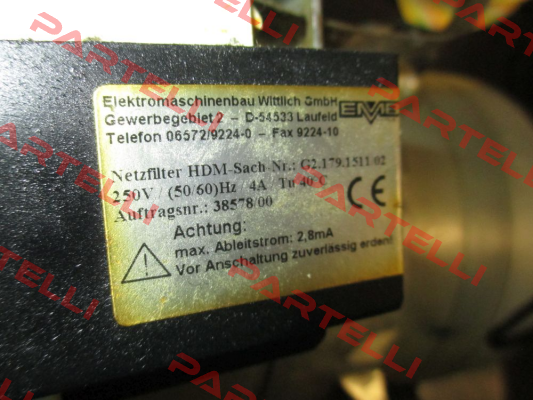 Elektromaschinenbau Wittlich GmbH
Gewerbegebiet 2 - D-54533 Laufeld
Telefon 06572/9224-0 - Fax 9224-10
EMB
Netzfilter HDM-Sach-Nr.: G2.179.1511/02
250V / (50/60)Hz / 4A / Tu 40°C
Auftragsnr.: 38578/00
CE
Achtung:
max. Ableitstrom: 2,8mA
Vor Anschaltung zuverlässig erden!
PARTELLI
PARTELLI
PARTELLI
PARTELLI
PARTELLI
PARTELLI